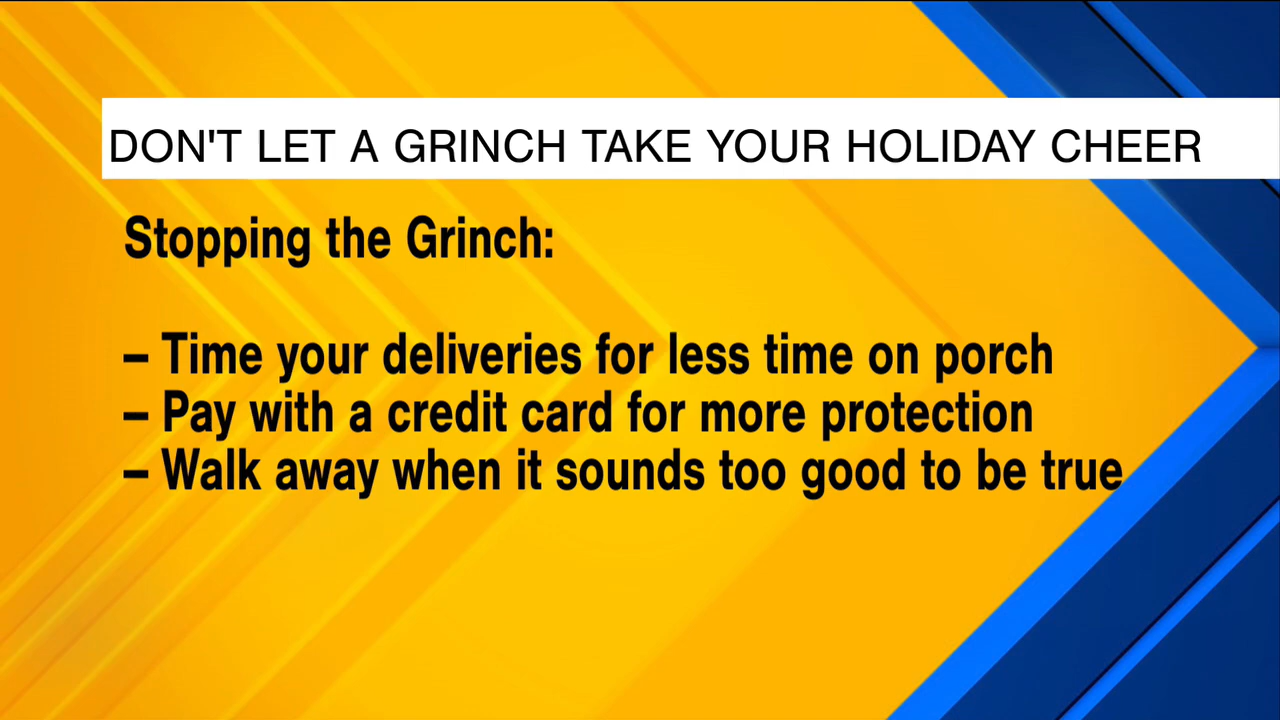 DON'T LET A GRINCH TAKE YOUR HOLIDAY CHEER
Stopping the Grinch:
– Time your deliveries for less time on porch
– Pay with a credit card for more protection
– Walk away when it sounds too good to be true